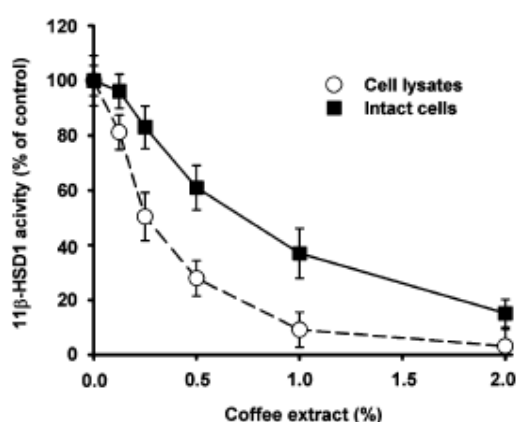 120
100
80
60
40
20
0
11β-HSD1 acivity (% of control)
Cell lysates
Intact cells
0.0 0.5 1.0 1.5 2.0
Coffee extract (%)